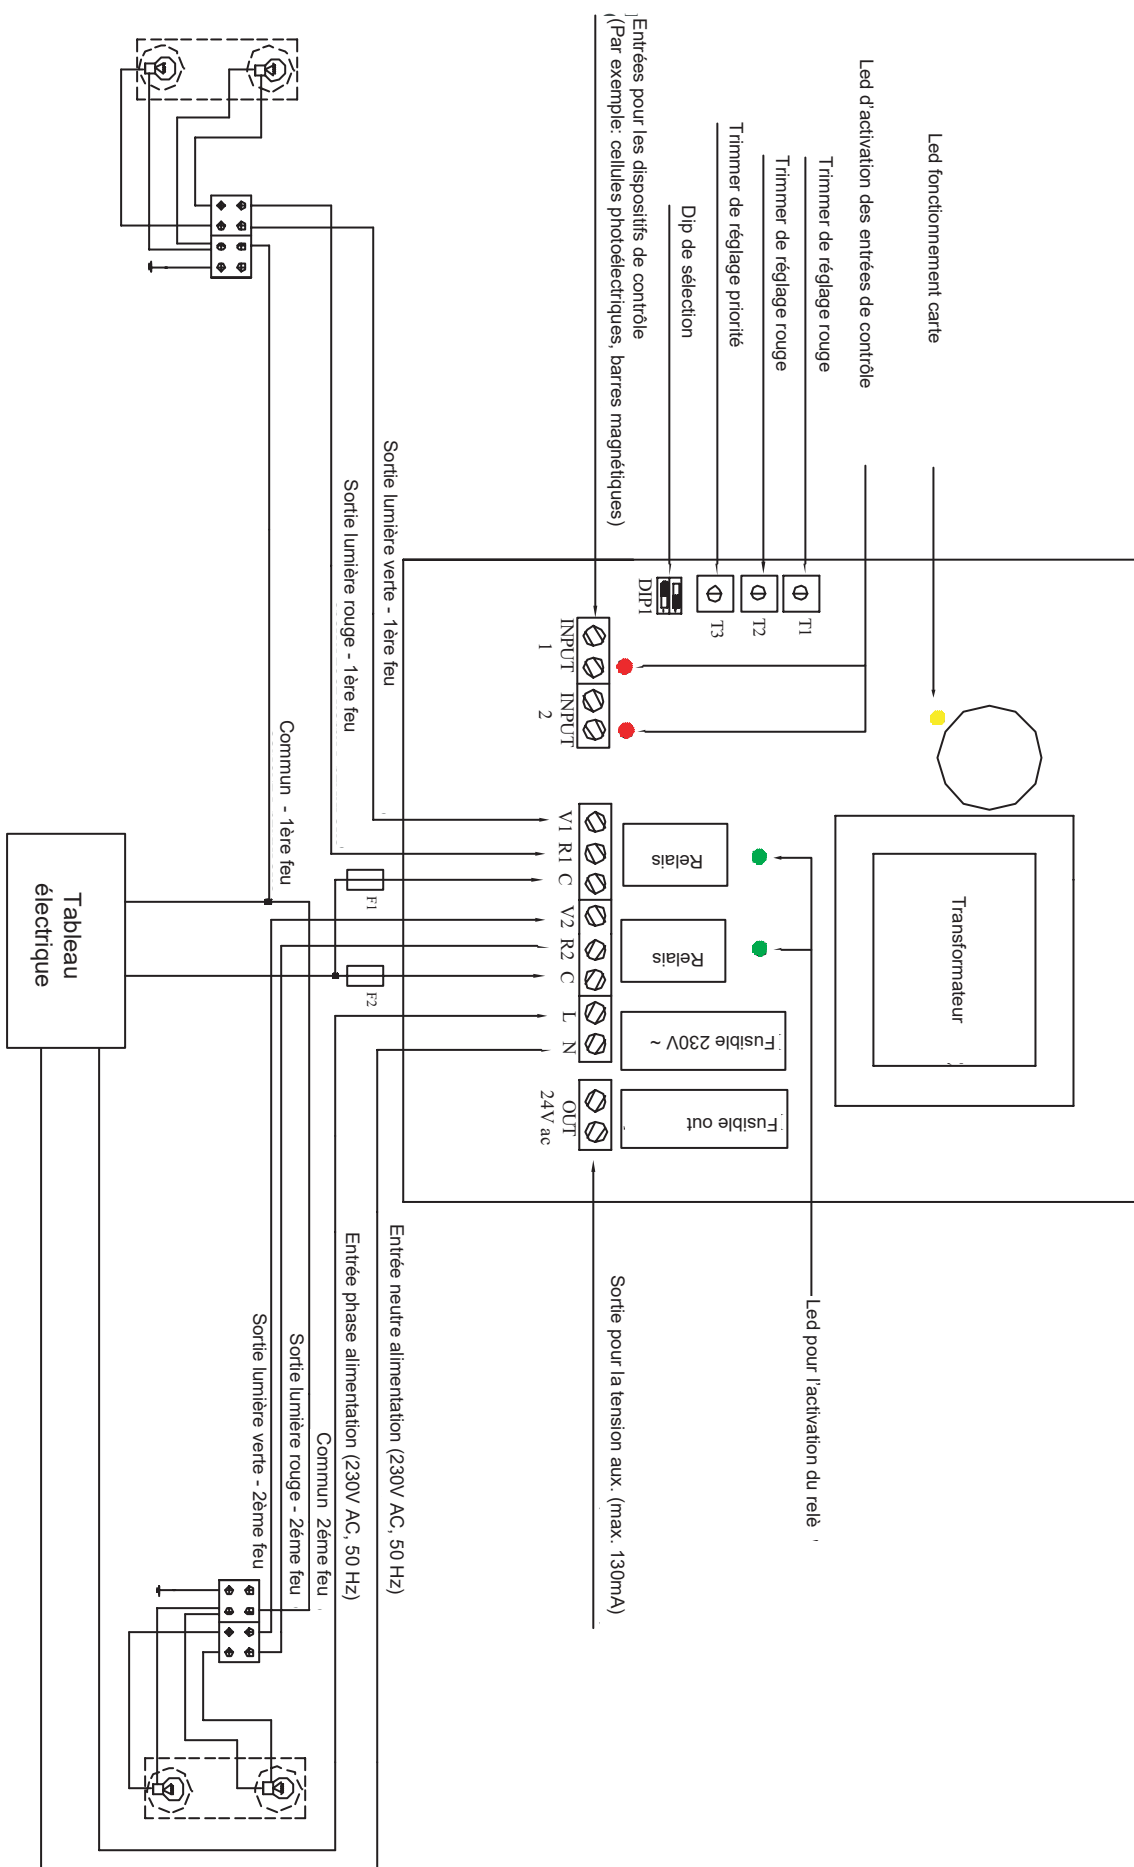 Led fonctionnement carte
Led d'activation des entrées de contrôle
Trimmer de réglage rouge
Trimmer de réglage rouge
Trimmer de réglage priorité
Dip de sélection
Entrées pour les dispositifs de contrôle
(Par exemple: cellules photoélectriques, barres magnétiques)
Sortie lumière verte - 1ère feu
Sortie lumière rouge - 1ère feu
Commun - 1ère feu
T1
T2
T3
DIP1
INPUT
1
INPUT
2
V1
R1
C
V2
R2
C
L
N
OUT
24V ac
F1
F2
Relais
Relais
Fusible 230V ~
Fusible out
Transformateur
Tableau
électrique
Led pour l'activation du relè
Sortie pour la tension aux. (max. 130mA)
Entrée neutre alimentation (230V AC, 50 Hz)
Entrée phase alimentation (230V AC, 50 Hz)
Commun 2éme feu
Sortie lumière rouge - 2éme feu
Sortie lumière verte - 2ème feu